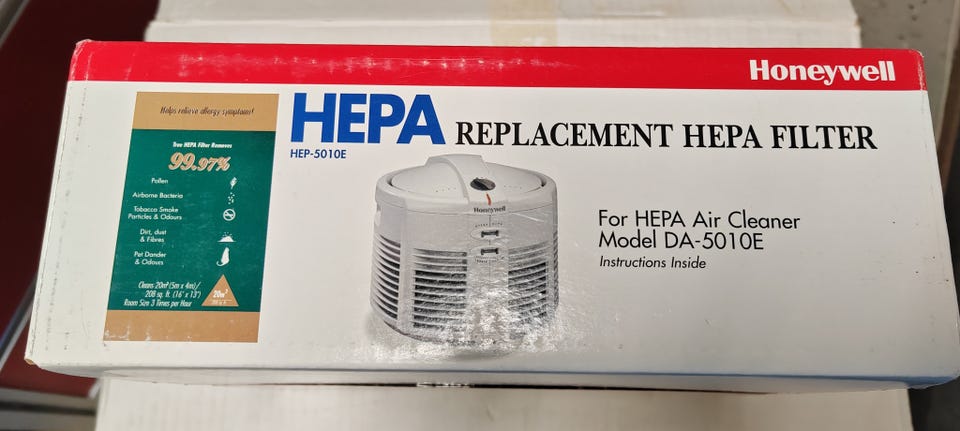 Honeywell
HEPA REPLACEMENT HEPA FILTER
HEP-5010E
Helps relieve allergy symptoms!
True HEPA Filter Removes
99.97%
Pollen
Airborne Bacteria
Tobacco Smoke
Particles & Odours
Dirt, dust
& Fibres
Pet Dander
& Odours
Cleans 20m² (5m x 4m)/
208 sq. ft. (16' x 13')
Room Size 3 Times per Hour
20m²
Honeywell
For HEPA Air Cleaner
Model DA-5010E
Instructions Inside